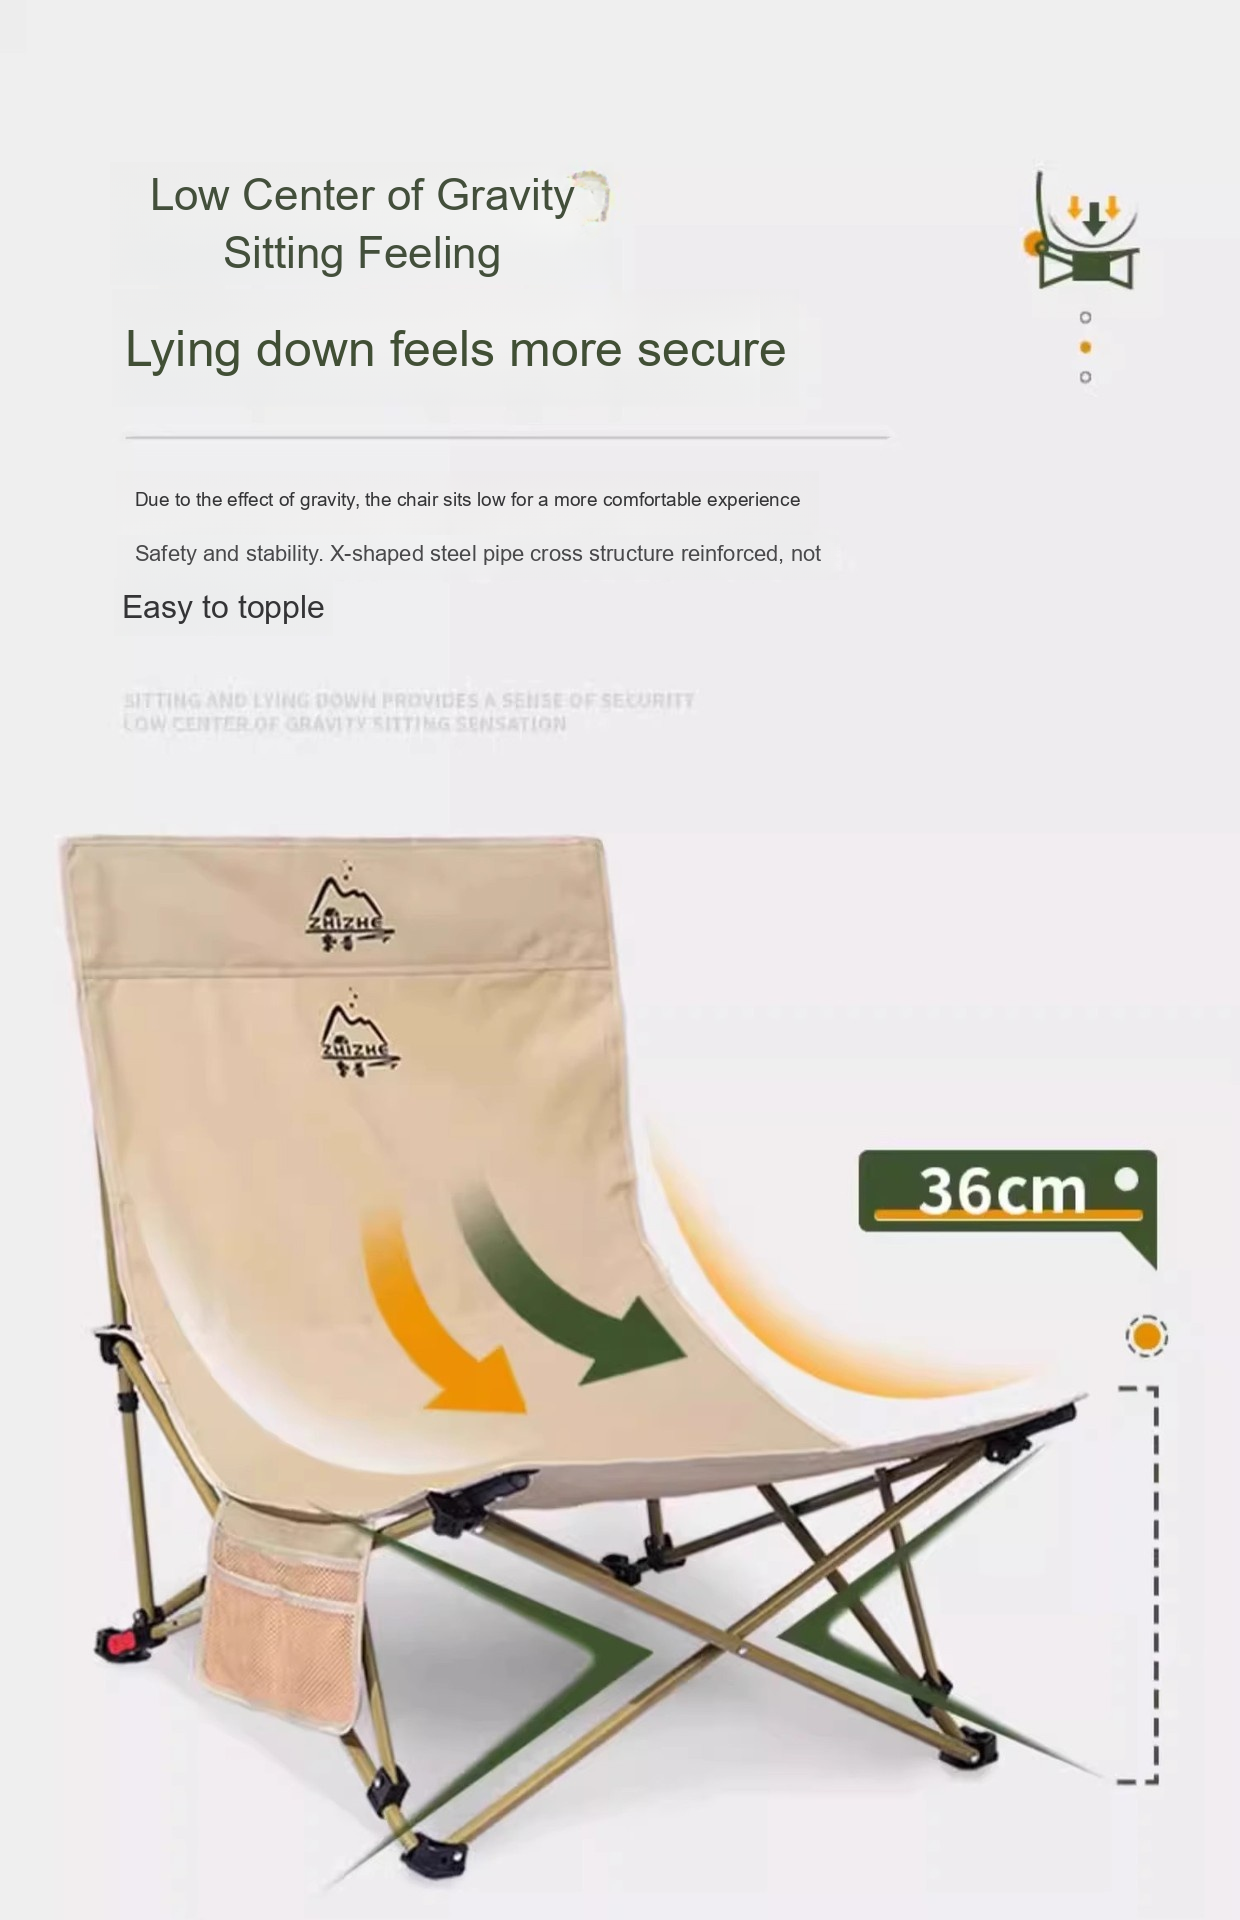 Low Center of Gravity
Sitting Feeling
Lying down feels more secure
Due to the effect of gravity, the chair sits low for a more comfortable experience
Safety and stability. X-shaped steel pipe cross structure reinforced, not
Easy to topple
SITTING AND LYING DOWN PROVIDES A SENSE OF SECURITY
LOW CENTER OF GRAVITY SITTING SENSATION
ZHIZHE
ZHIZHE
36cm